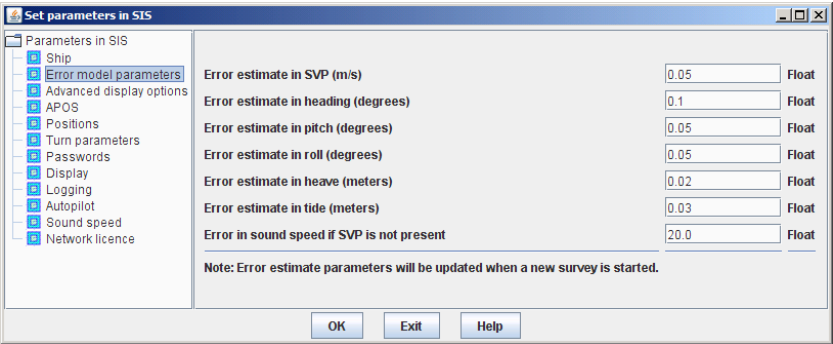 Set parameters in SIS
Parameters in SIS
Ship
Error model parameters
Advanced display options
APOS
Positions
Turn parameters
Passwords
Display
Logging
Autopilot
Sound speed
Network licence
Error estimate in SVP (m/s) 0.05 Float
Error estimate in heading (degrees) 0.1 Float
Error estimate in pitch (degrees) 0.05 Float
Error estimate in roll (degrees) 0.05 Float
Error estimate in heave (meters) 0.02 Float
Error estimate in tide (meters) 0.03 Float
Error in sound speed if SVP is not present 20.0 Float
Note: Error estimate parameters will be updated when a new survey is started.
OK Exit Help